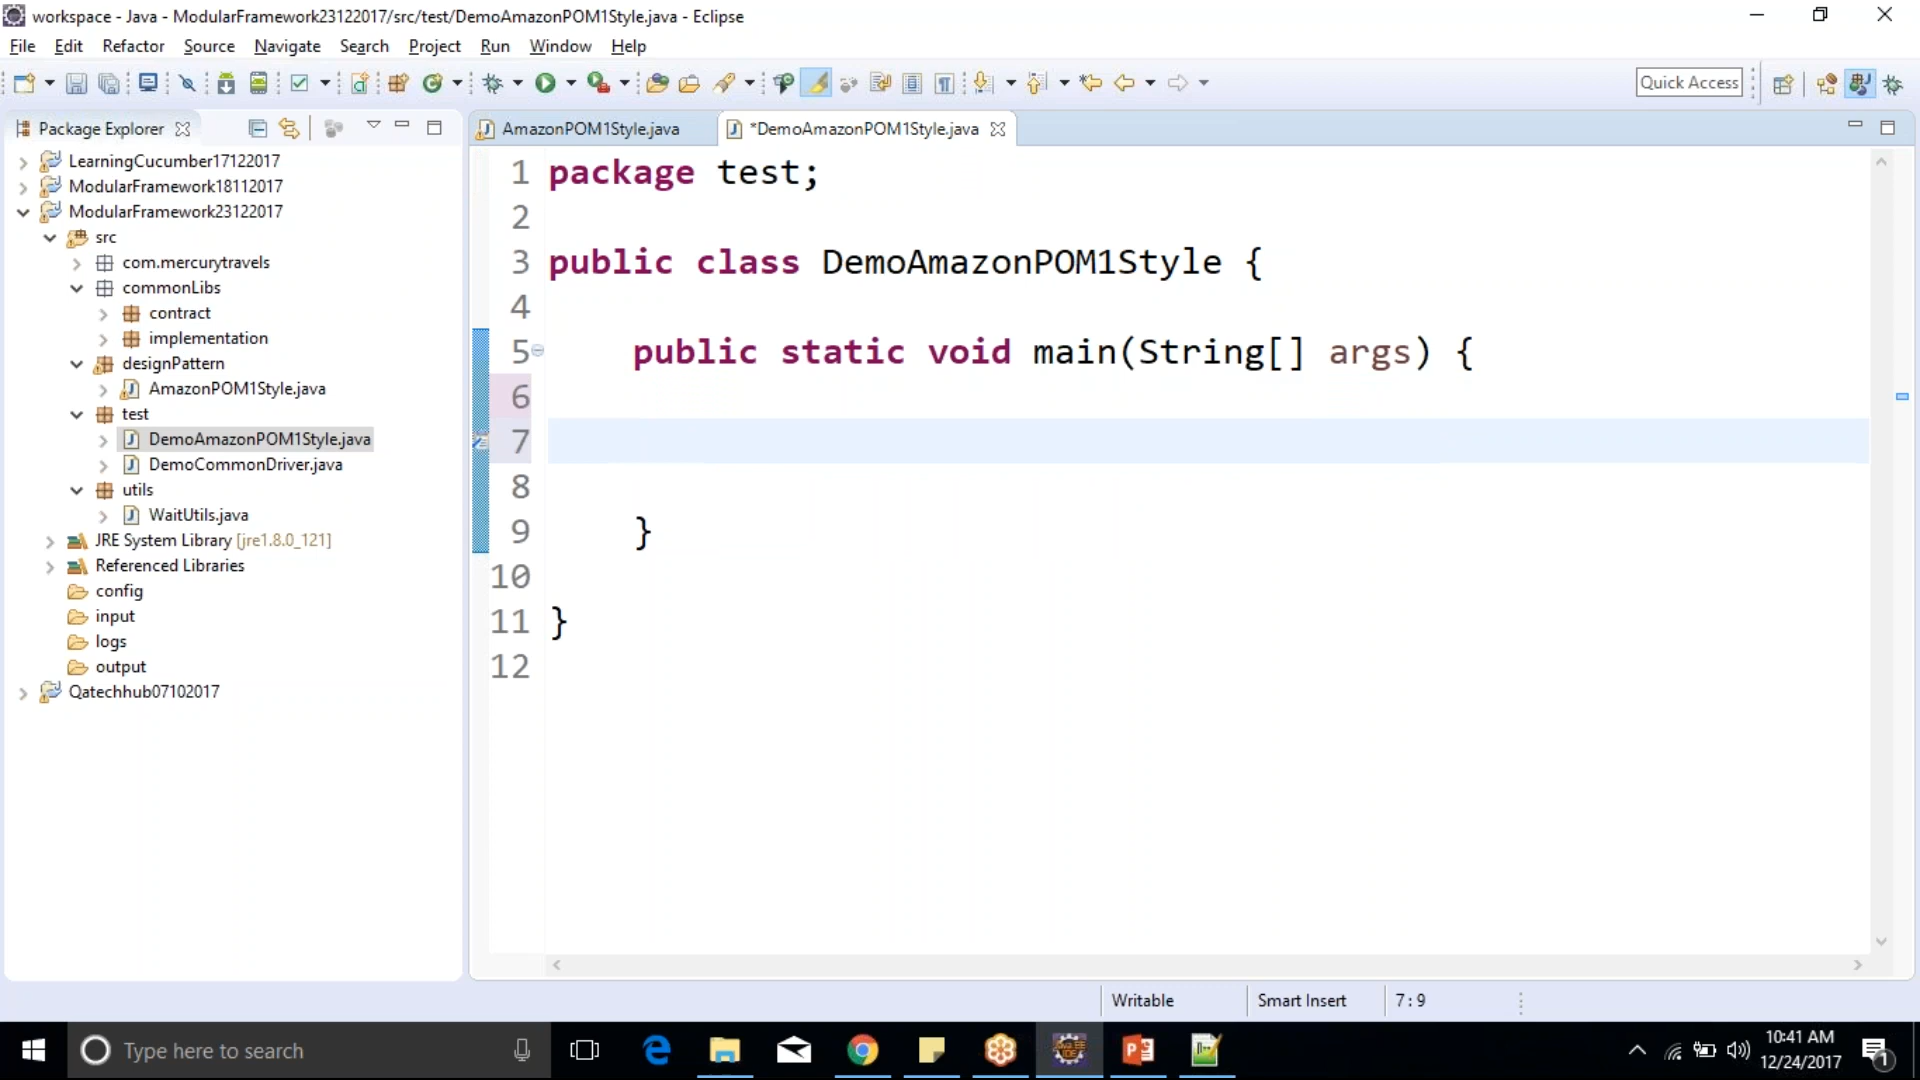 workspace - Java - ModularFramework23122017/src/test/DemoAmazonPOM1Style.java - Eclipse
File Edit Refactor Source Navigate Search Project Run Window Help
Quick Access
Package Explorer
AmazonPOM1Style.java
*DemoAmazonPOM1Style.java
LearningCucumber17122017
ModularFramework18112017
ModularFramework23122017
src
com.mercurytravels
commonLibs
contract
implementation
designPattern
AmazonPOM1Style.java
test
DemoAmazonPOM1Style.java
DemoCommonDriver.java
utils
WaitUtils.java
JRE System Library [jre1.8.0_121]
Referenced Libraries
config
input
logs
output
Qatechhub07102017
1 package test;
2
3 public class DemoAmazonPOM1Style {
4
5 public static void main(String[] args) {
6
7
8
9 }
10
11 }
12
Writable
Smart Insert
7 : 9
Type here to search
10:41 AM
12/24/2017
1